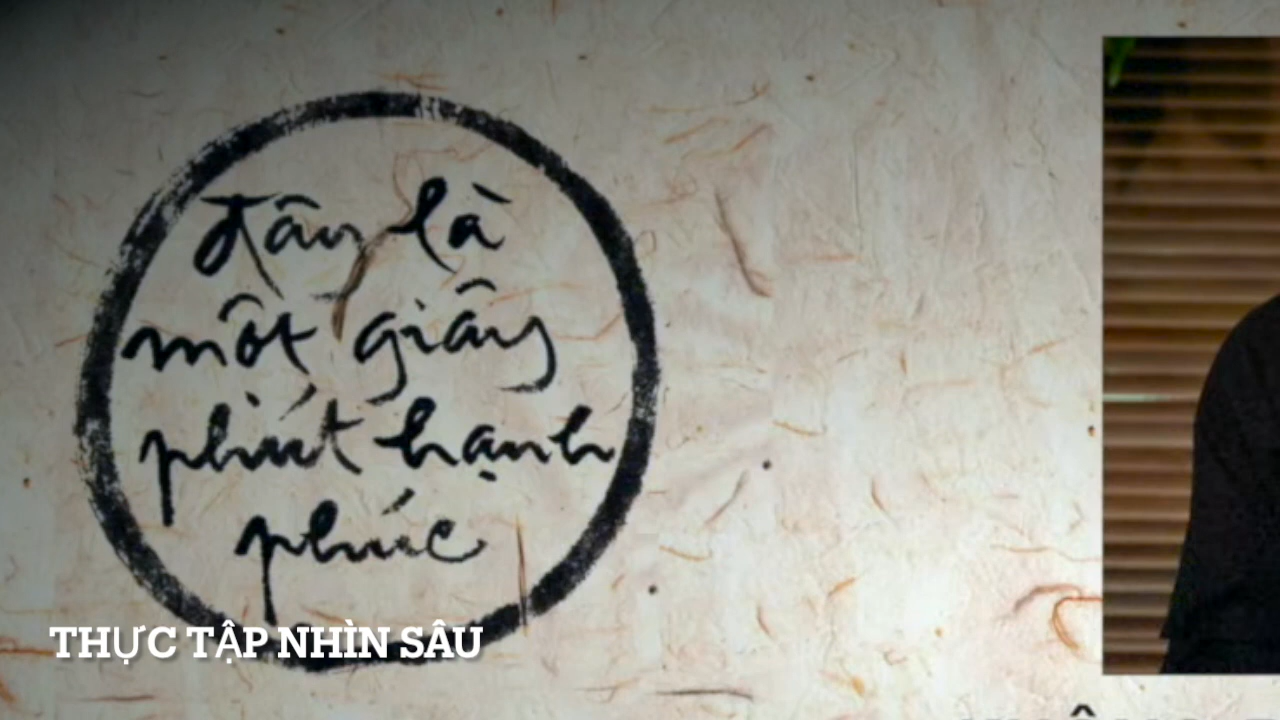 đây là
một giây
phút hạnh
phúc
THỰC TẬP NHÌN SÂU